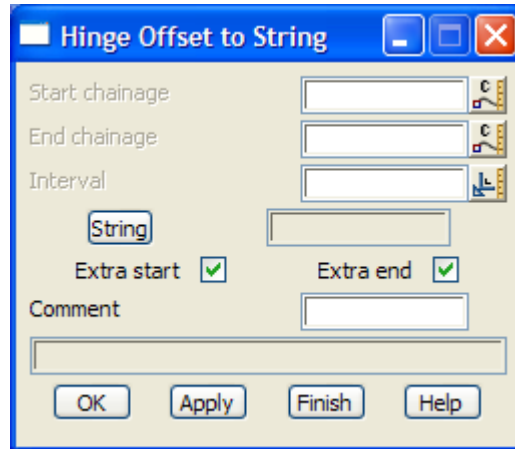 Hinge Offset to String
Start chainage
End chainage
Interval
String
Extra start Extra end
Comment
OK Apply Finish Help